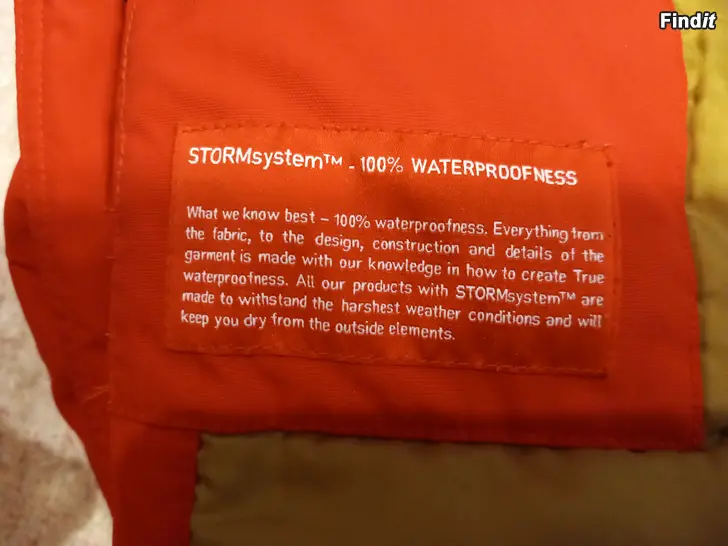 Findit
STORMsystem™ - 100% WATERPROOFNESS
What we know best – 100% waterproofness. Everything from
the fabric, to the design, construction and details of the
garment is made with our knowledge in how to create True
waterproofness. All our products with STORMsystem™ are
made to withstand the harshest weather conditions and will
keep you dry from the outside elements.